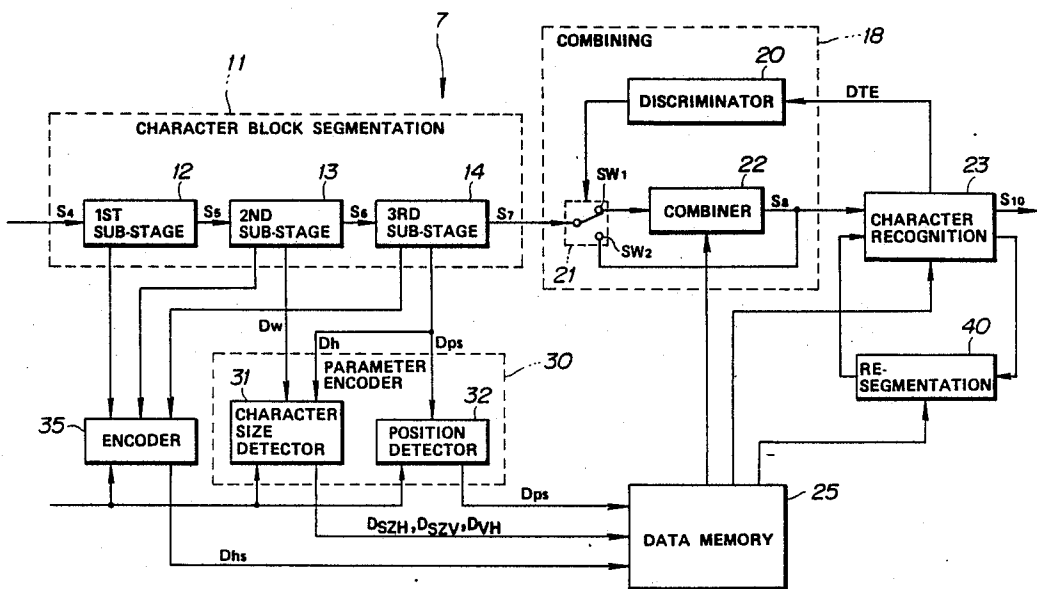 7
11
CHARACTER BLOCK SEGMENTATION
12
13
14
S4
1ST
SUB-STAGE
S5
2ND
SUB-STAGE
S6
3RD
SUB-STAGE
S7
COMBINING
18
20
DISCRIMINATOR
DTE
SW1
SW2
21
22
COMBINER
S8
23
CHARACTER
RECOGNITION
S10
40
RE-
SEGMENTATION
Dw
Dh
Dps
PARAMETER
ENCODER
30
31
CHARACTER
SIZE
DETECTOR
32
POSITION
DETECTOR
35
ENCODER
Dps
DSZH, DSZV, DVH
Dhs
25
DATA MEMORY